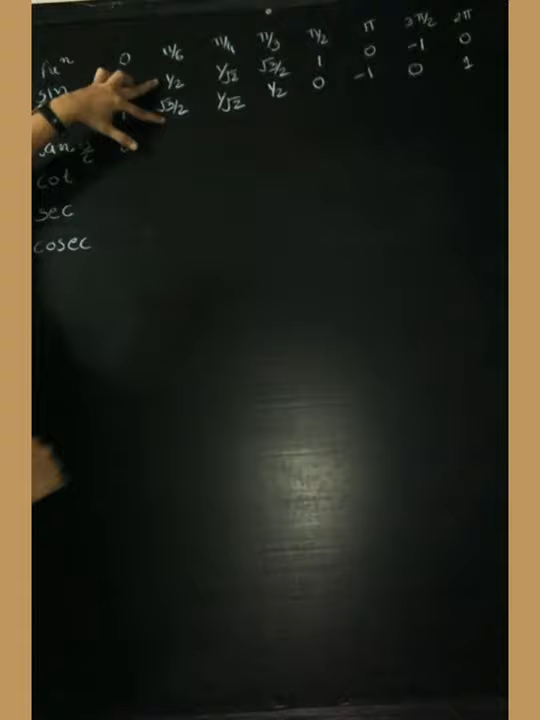 fuⁿ 0 π/6 π/4 π/3 π/2 π 3π/2 2π
sin 1/2 1/√2 √3/2 1 0 -1 0
√3/2 1/√2 1/2 0 -1 0 1
tan
cot
sec
cosec